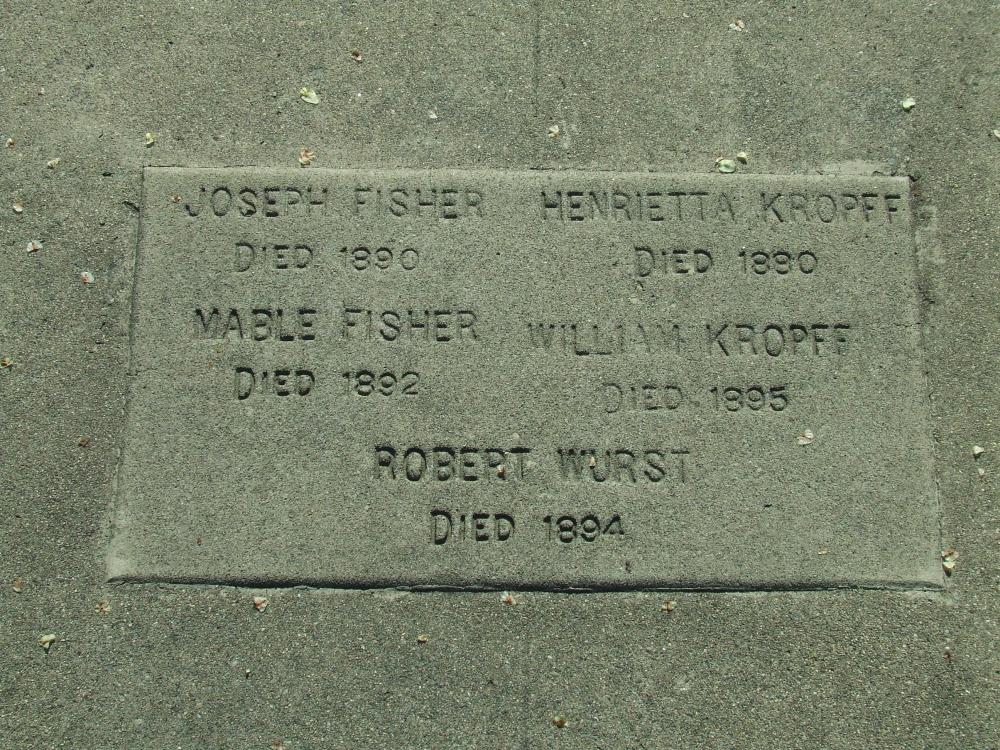 JOSEPH FISHER
DIED 1890
MABLE FISHER
DIED 1892
HENRIETTA KROPFF
DIED 1880
WILLIAM KROPFF
DIED 1895
ROBERT WURST
DIED 1894